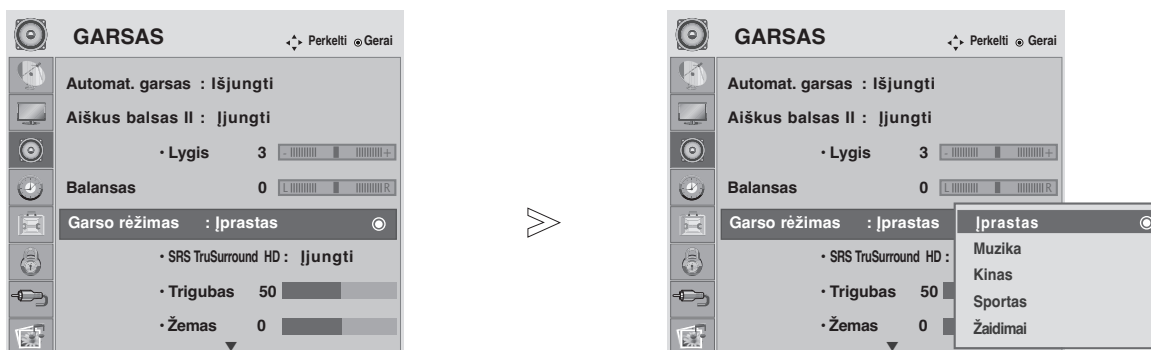 GARSAS Perkelti Gerai
Automat. garsas : Išjungti
Aiškus balsas II : Įjungti
• Lygis 3 - +
Balansas 0 L R
Garso rėžimas : Įprastas
• SRS TruSurround HD : Įjungti
• Trigubas 50
• Žemas 0
GARSAS Perkelti Gerai
Automat. garsas : Išjungti
Aiškus balsas II : Įjungti
• Lygis 3 - +
Balansas 0 L R
Garso rėžimas : Įprastas
• SRS TruSurround HD :
• Trigubas 50
• Žemas 0
Įprastas
Muzika
Kinas
Sportas
Žaidimai